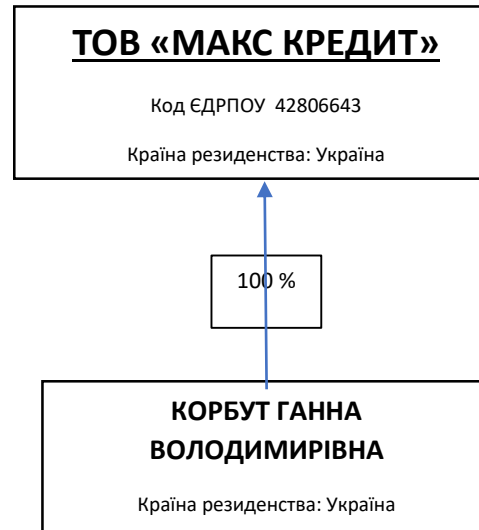 ТОВ «МАКС КРЕДИТ»
Код ЄДРПОУ 42806643
Країна резиденства: Україна
100 %
КОРБУТ ГАННА
ВОЛОДИМИРІВНА
Країна резиденства: Україна